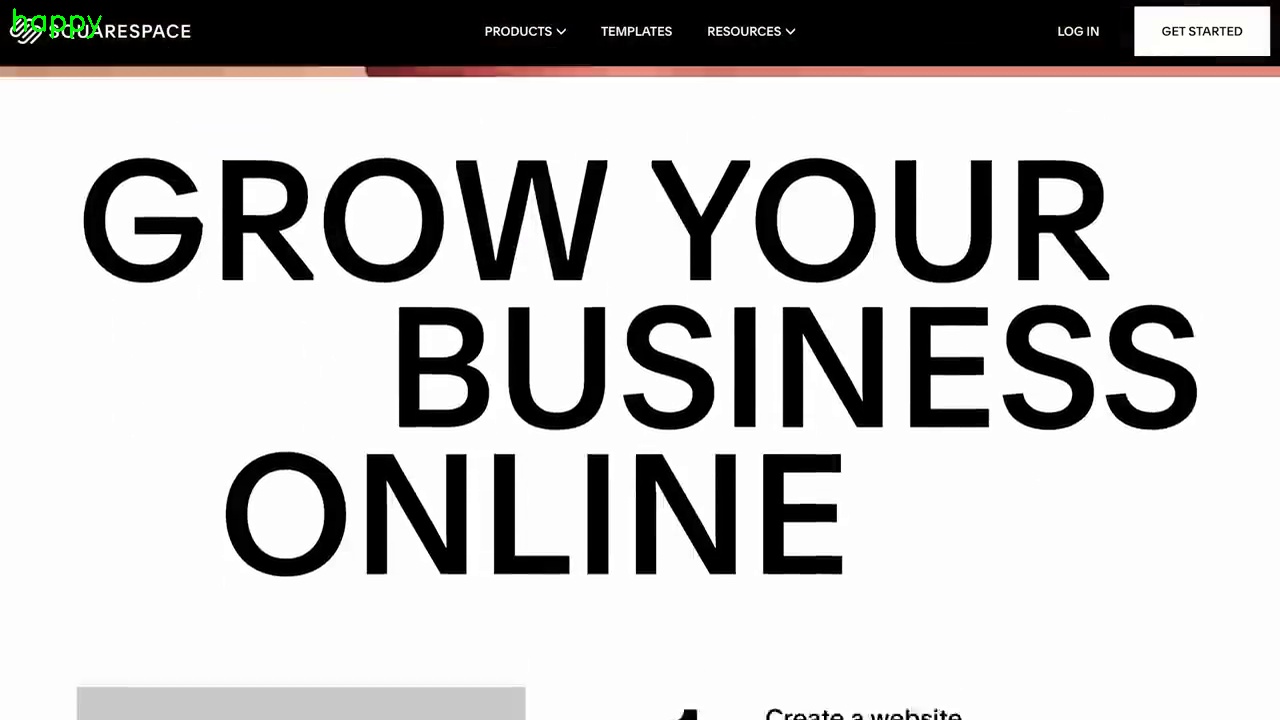 happy
SQUARESPACE
PRODUCTS
TEMPLATES
RESOURCES
LOG IN
GET STARTED
GROW YOUR
BUSINESS
ONLINE
1
Create a website